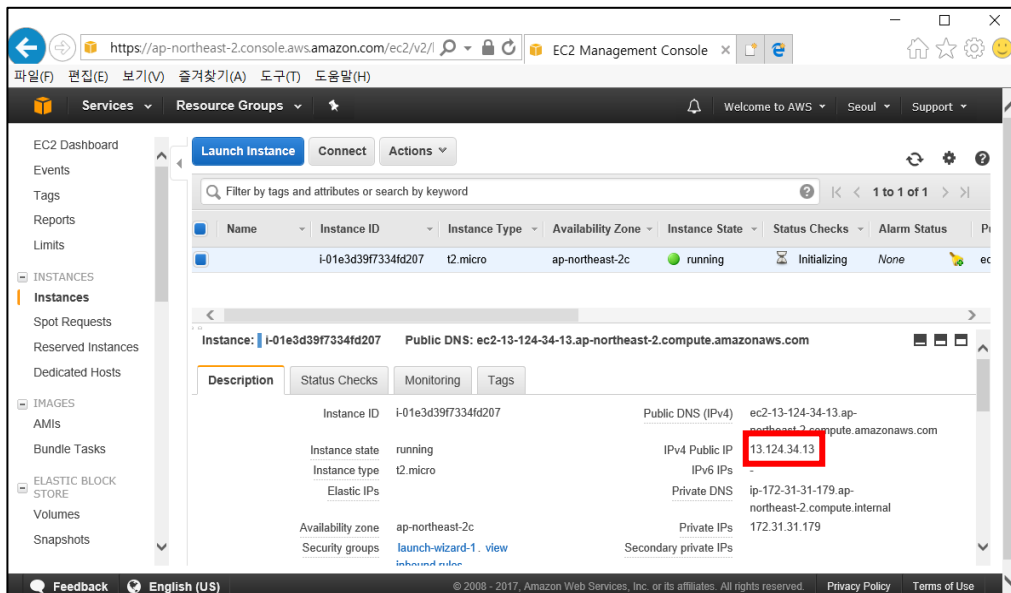 https://ap-northeast-2.console.aws.amazon.com/ec2/v2/ EC2 Management Console
파일(F) 편집(E) 보기(V) 즐겨찾기(A) 도구(T) 도움말(H)
Services Resource Groups Welcome to AWS Seoul Support
EC2 Dashboard
Events
Tags
Reports
Limits
INSTANCES
Instances
Spot Requests
Reserved Instances
Dedicated Hosts
IMAGES
AMIs
Bundle Tasks
ELASTIC BLOCK
STORE
Volumes
Snapshots
Launch Instance Connect Actions
Filter by tags and attributes or search by keyword 1 to 1 of 1
Name Instance ID Instance Type Availability Zone Instance State Status Checks Alarm Status
i-01e3d39f7334fd207 t2.micro ap-northeast-2c running Initializing None ec
Instance: i-01e3d39f7334fd207 Public DNS: ec2-13-124-34-13.ap-northeast-2.compute.amazonaws.com
Description Status Checks Monitoring Tags
Instance ID i-01e3d39f7334fd207 Public DNS (IPv4) ec2-13-124-34-13.ap-
northeast-2.compute.amazonaws.com
Instance state running IPv4 Public IP 13.124.34.13
Instance type t2.micro IPv6 IPs -
Elastic IPs Private DNS ip-172-31-31-179.ap-
northeast-2.compute.internal
Availability zone ap-northeast-2c Private IPs 172.31.31.179
Security groups launch-wizard-1. view Secondary private IPs
inbound rules
Feedback English (US) © 2008 - 2017, Amazon Web Services, Inc. or its affiliates. All rights reserved. Privacy Policy Terms of Use